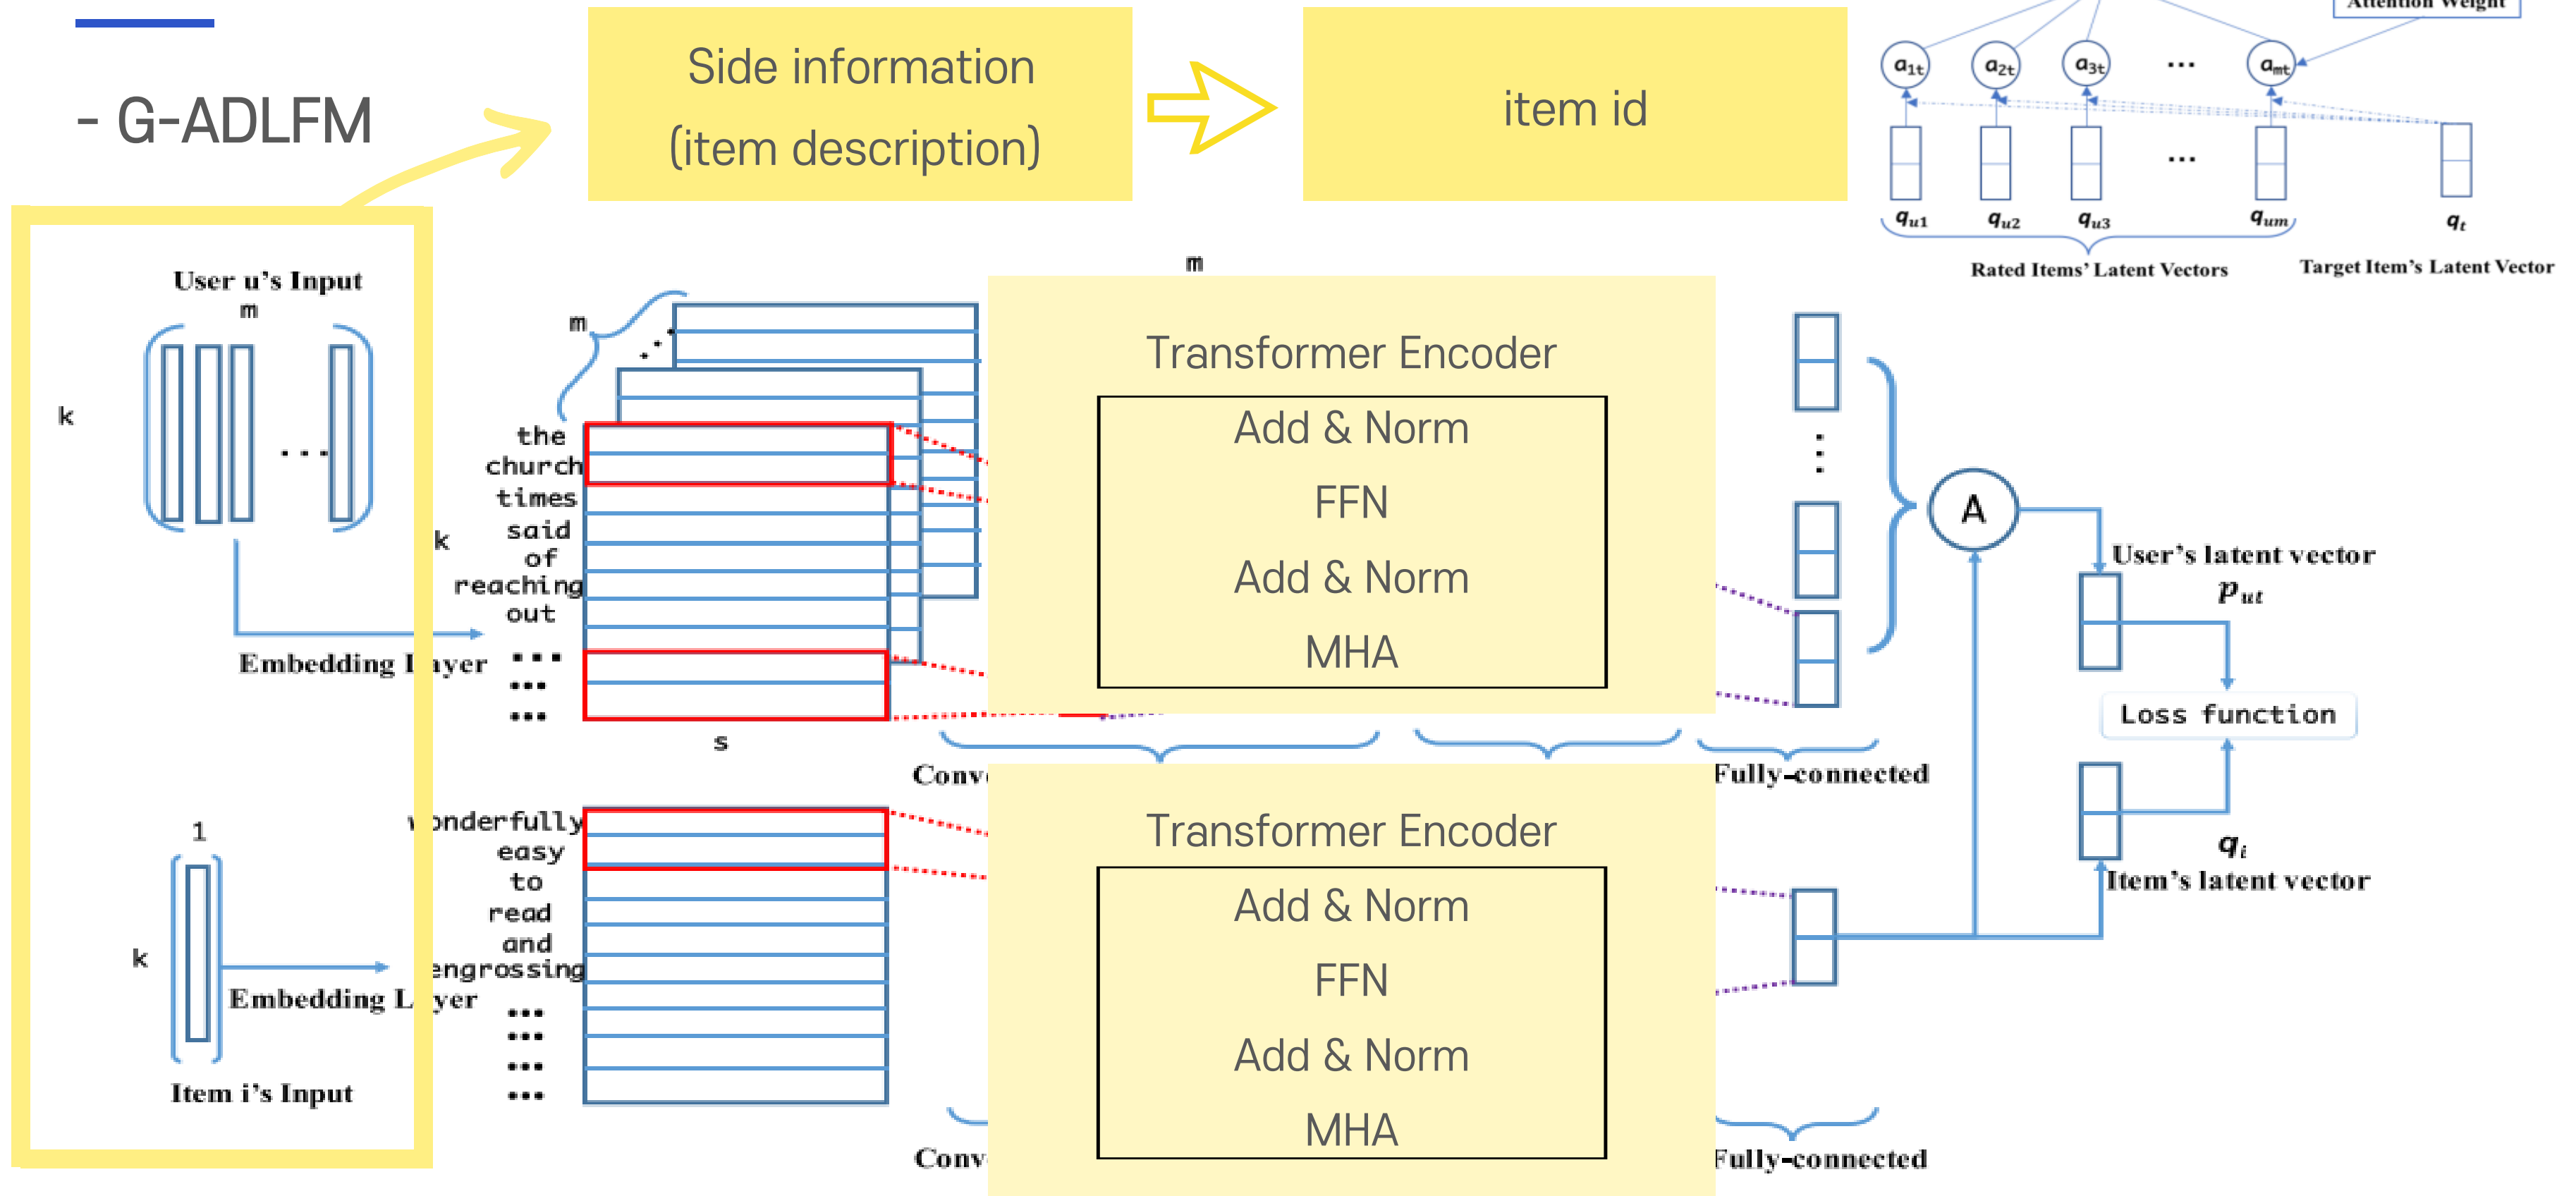 - G-ADLFM
Side information
(item description)
item id
Attention Weight
a1t
a2t
a3t
...
amt
...
qu1
qu2
qu3
qum
qt
Rated Items' Latent Vectors
Target Item's Latent Vector
User u's Input
m
k
...
Embedding Layer
m
m
k
the
church
times
said
of
reaching
out
...
...
...
s
Transformer Encoder
Add & Norm
FFN
Add & Norm
MHA
A
User's latent vector
put
Loss function
qi
Item's latent vector
Conv
Fully-connected
1
k
Embedding Layer
Item i's Input
wonderfully
easy
to
read
and
engrossing
...
...
...
...
Transformer Encoder
Add & Norm
FFN
Add & Norm
MHA
Conv
Fully-connected